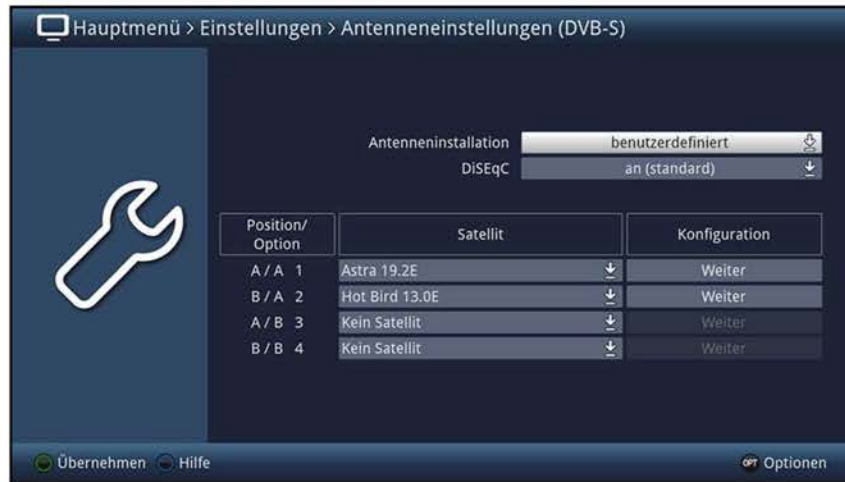 Hauptmenü > Einstellungen > Antenneneinstellungen (DVB-S)
Antenneninstallation benutzerdefiniert
DiSEqC an (standard)
Position/
Option Satellit Konfiguration
A / A 1 Astra 19.2E Weiter
B / A 2 Hot Bird 13.0E Weiter
A / B 3 Kein Satellit Weiter
B / B 4 Kein Satellit Weiter
Übernehmen Hilfe OPT Optionen